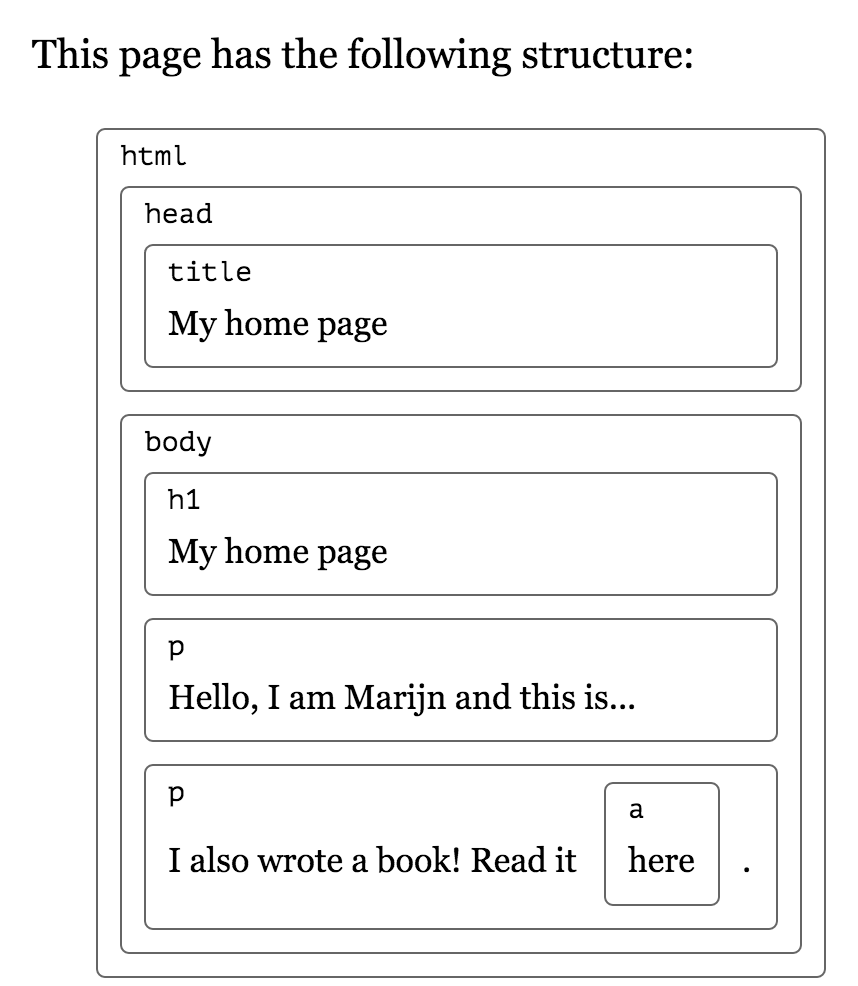 This page has the following structure:
html
head
title
My home page
body
h1
My home page
p
Hello, I am Marijn and this is...
p
a
I also wrote a book! Read it here .